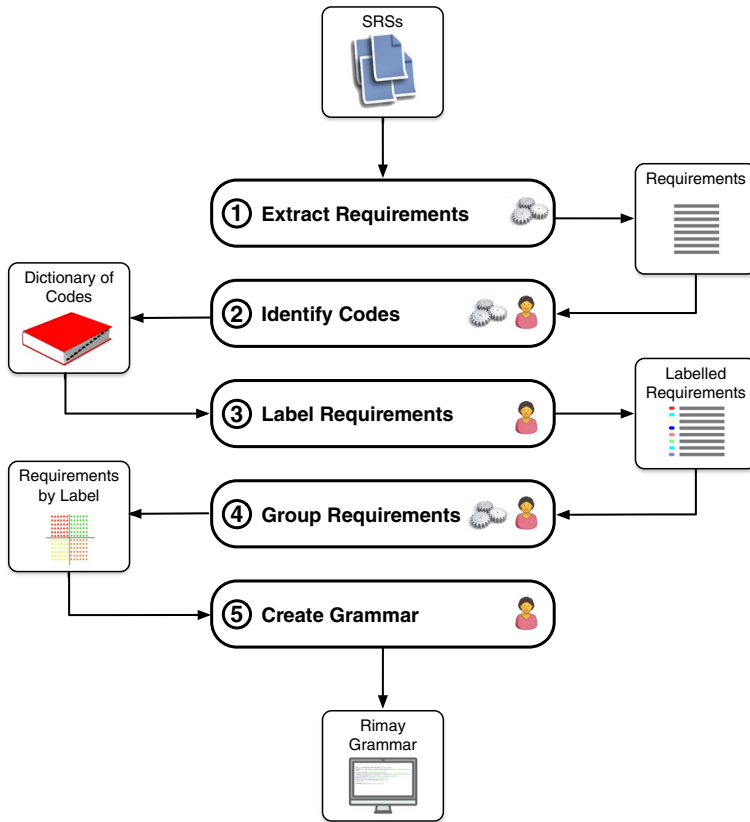 SRSs
1 Extract Requirements
Requirements
Dictionary of
Codes
2 Identify Codes
3 Label Requirements
Labelled
Requirements
Requirements
by Label
4 Group Requirements
5 Create Grammar
Rimay
Grammar